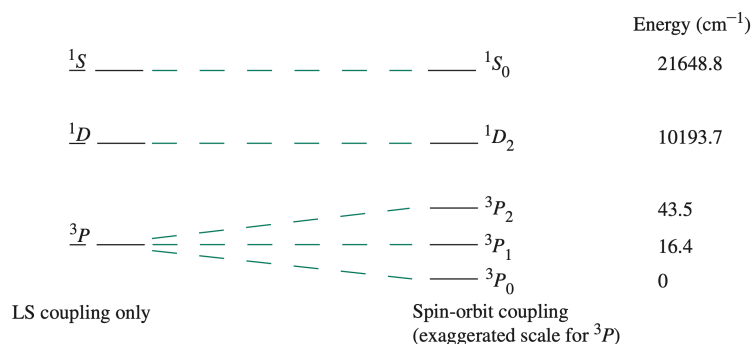 Energy (cm⁻¹)
¹S ¹S₀ 21648.8
¹D ¹D₂ 10193.7
³P₂ 43.5
³P ³P₁ 16.4
³P₀ 0
LS coupling only Spin-orbit coupling
(exaggerated scale for ³P)